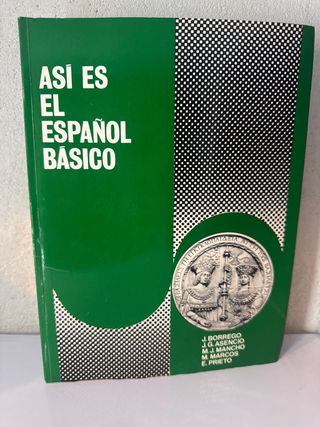 ASÍ ES
EL
ESPAÑOL
BÁSICO
J. BORREGO
J. G. ASENCIO
M. J. MANCHO
M. MARCOS
E. PRIETO